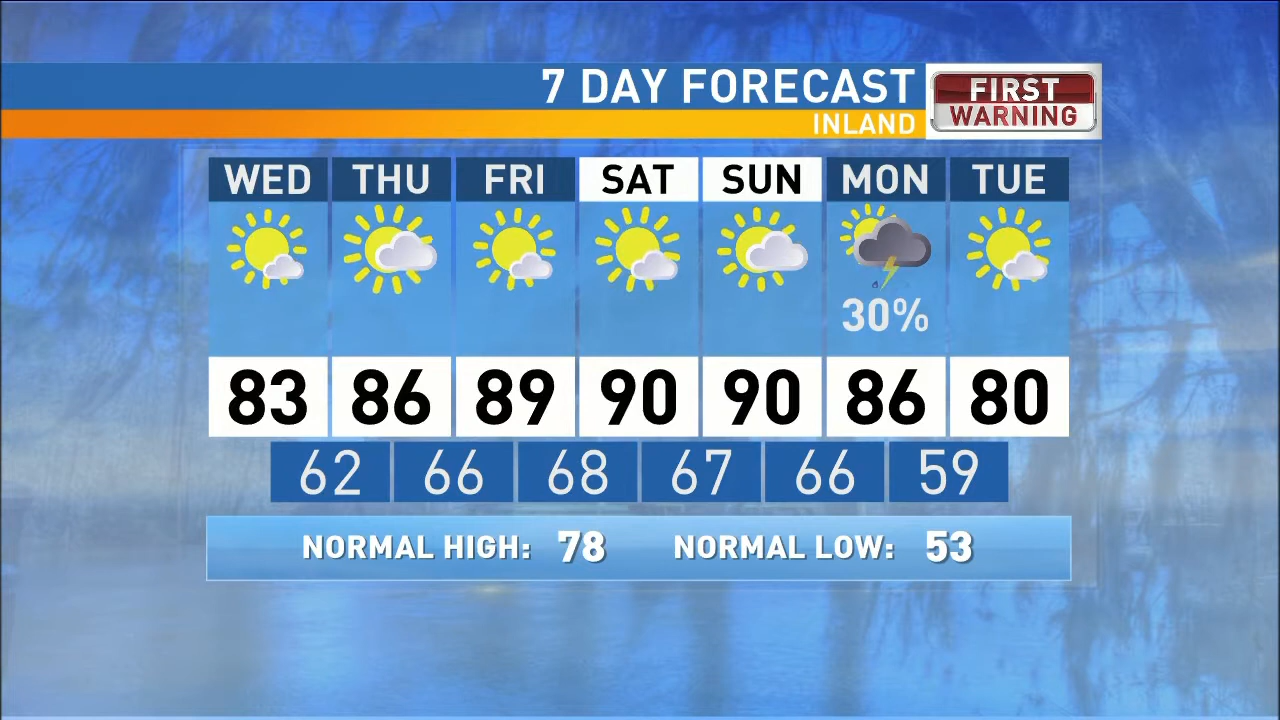 7 DAY FORECAST
INLAND
FIRST
WARNING
WED THU FRI SAT SUN MON TUE
30%
83 86 89 90 90 86 80
62 66 68 67 66 59
NORMAL HIGH: 78 NORMAL LOW: 53